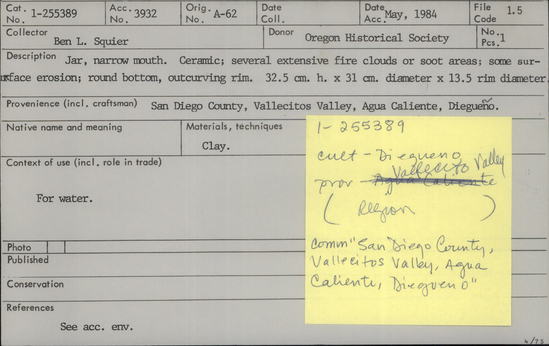 Cat. No. 1-255389 Acc. No. 3932 Orig. No. A-62 Date Coll. Date Acc. May, 1984 File Code 1.5
Collector Ben L. Squier Donor Oregon Historical Society No. Pcs. 1
Description Jar, narrow mouth. Ceramic; several extensive fire clouds or soot areas; some sur-
face erosion; round bottom, outcurving rim. 32.5 cm. h. x 31 cm. diameter x 13.5 rim diameter.
Provenience (incl. craftsman) San Diego County, Vallecitos Valley, Agua Caliente, Diegueño.
Native name and meaning
Materials, techniques
Clay.
Context of use (incl. role in trade)
For water.
Photo
Published
Conservation
References
See acc. env.
4/75
1-255389
cult - Diegueno
Vallecito Valley
prov - Agua Caliente
(Region)
comm "San Diego County,
Vallecitos Valley, Agua
Caliente, Diegueno"